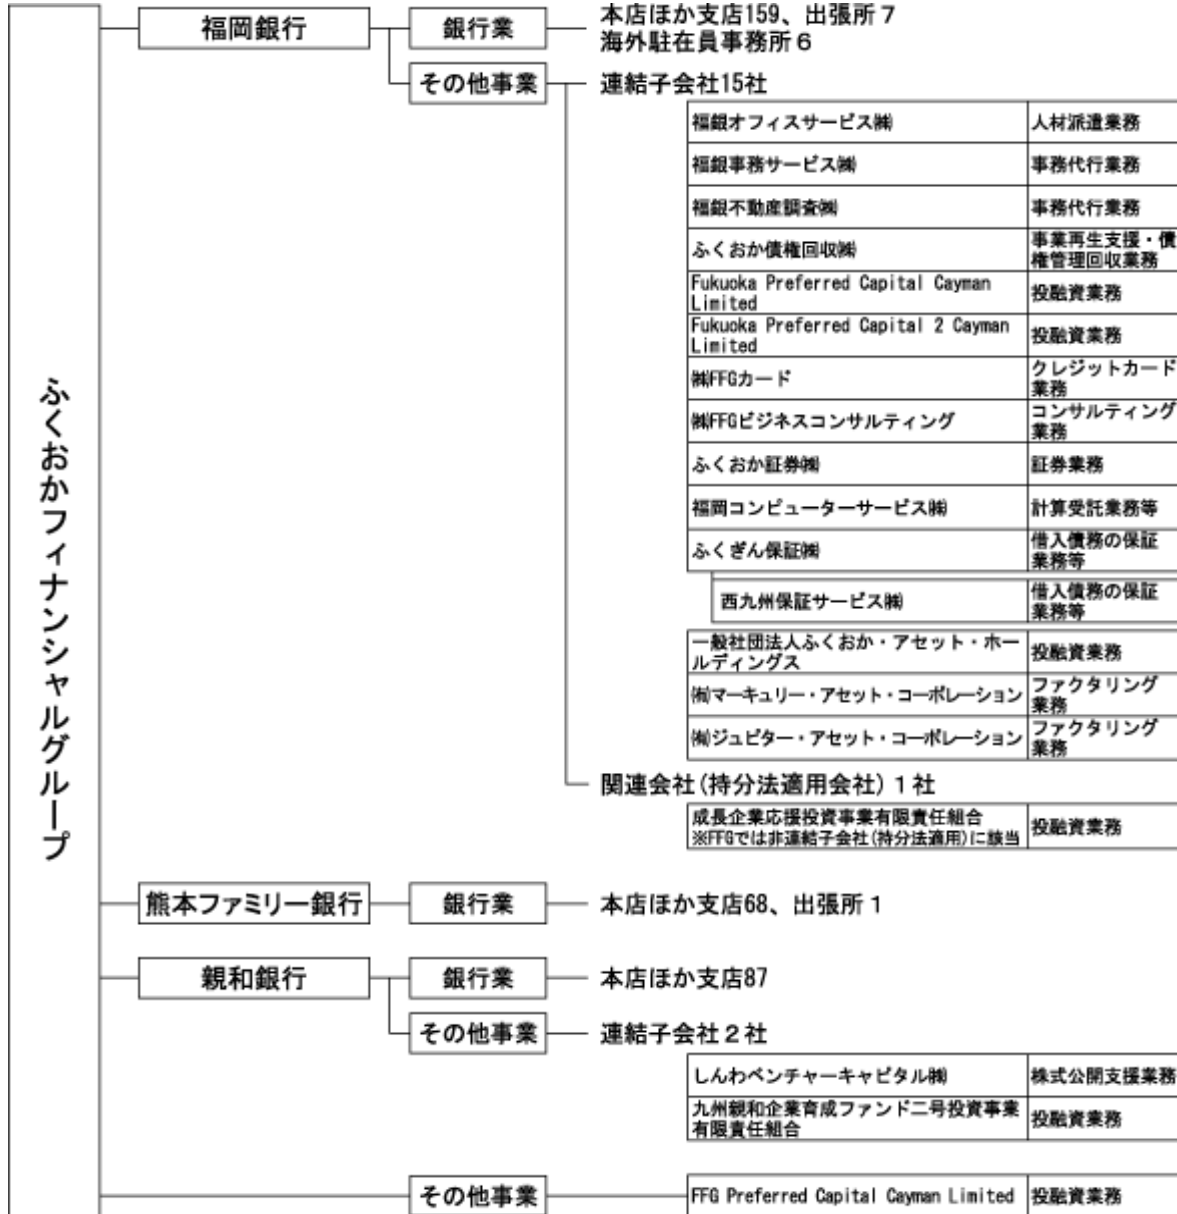 ふくおかフィナンシャルグループ
福岡銀行
銀行業
本店ほか支店159、出張所７
海外駐在員事務所６
その他事業
連結子会社15社
福銀オフィスサービス㈱
人材派遣業務
福銀事務サービス㈱
事務代行業務
福銀不動産調査㈱
事務代行業務
ふくおか債権回収㈱
事業再生支援・債
権管理回収業務
Fukuoka Preferred Capital Cayman
Limited
投融資業務
Fukuoka Preferred Capital 2 Cayman
Limited
投融資業務
㈱FFGカード
クレジットカード
業務
㈱FFGビジネスコンサルティング
コンサルティング
業務
ふくおか証券㈱
証券業務
福岡コンピューターサービス㈱
計算受託業務等
ふくぎん保証㈱
借入債務の保証
業務等
西九州保証サービス㈱
借入債務の保証
業務等
一般社団法人ふくおか・アセット・ホー
ルディングス
投融資業務
㈲マーキュリー・アセット・コーポレーション
ファクタリング
業務
㈲ジュピター・アセット・コーポレーション
ファクタリング
業務
関連会社(持分法適用会社)１社
成長企業応援投資事業有限責任組合
※FFGでは非連結子会社(持分法適用)に該当
投融資業務
熊本ファミリー銀行
銀行業
本店ほか支店68、出張所１
親和銀行
銀行業
本店ほか支店87
その他事業
連結子会社２社
しんわベンチャーキャピタル㈱
株式公開支援業務
九州親和企業育成ファンド二号投資事業
有限責任組合
投融資業務
その他事業
FFG Preferred Capital Cayman Limited
投融資業務